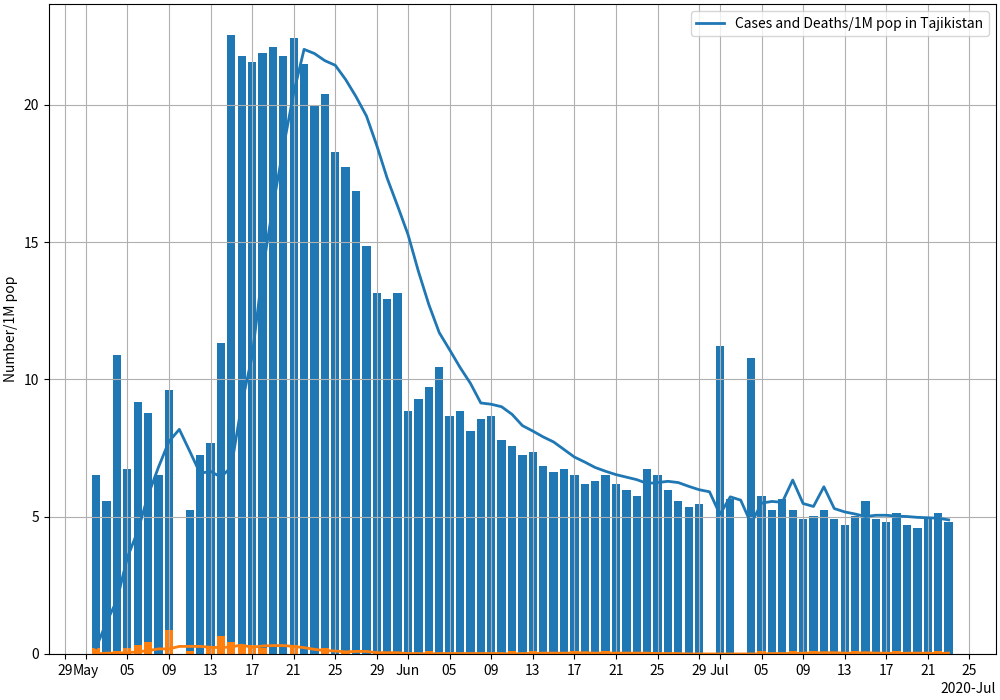 Cases and Deaths/1M pop in Tajikistan
Number/1M pop
20
15
10
5
0
29 May 05 09 13 17 21 25 29 Jun 05 09 13 17 21 25 29 Jul 05 09 13 17 21 25
2020-Jul